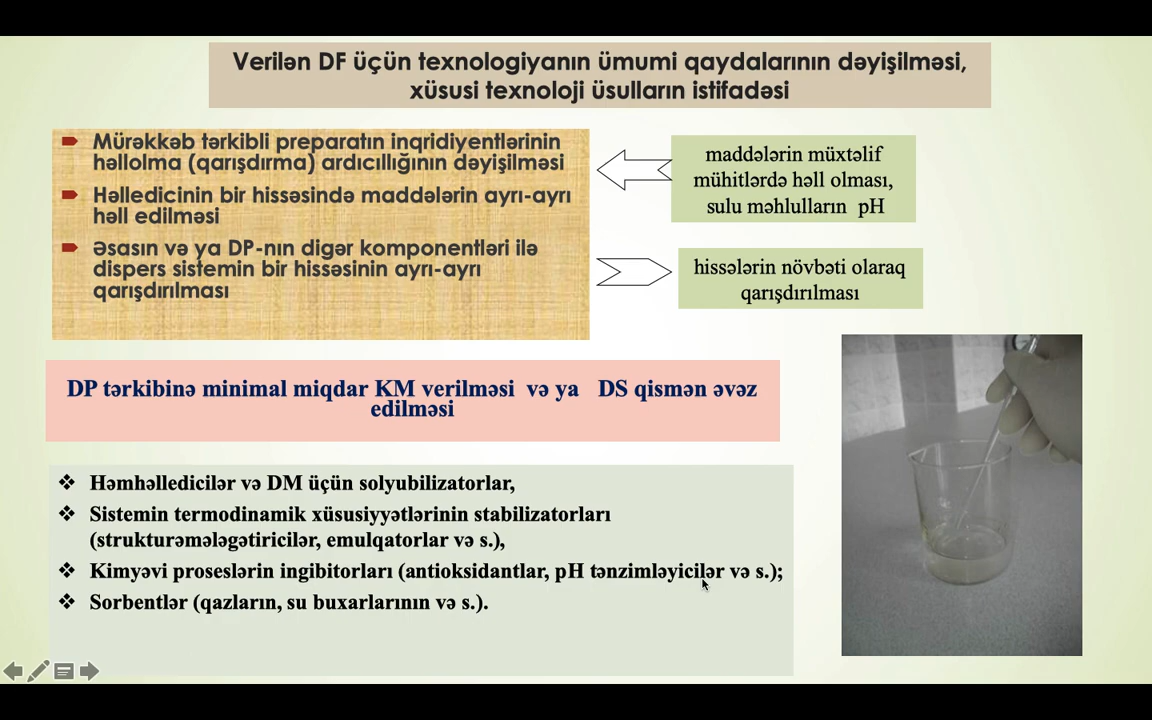 Verilən DF üçün texnologiyanın ümumi qaydalarının dəyişilməsi,
xüsusi texnoloji üsulların istifadəsi
Mürəkkəb tərkibli preparatın inqridiyentlərinin
həllolma (qarışdırma) ardıcıllığının dəyişilməsi
Həlledicinin bir hissəsində maddələrin ayrı-ayrı
həll edilməsi
Əsasın və ya DP-nın digər komponentləri ilə
dispers sistemin bir hissəsinin ayrı-ayrı
qarışdırılması
maddələrin müxtəlif
mühitlərdə həll olması,
sulu məhlulların pH
hissələrin növbəti olaraq
qarışdırılması
DP tərkibinə minimal miqdar KM verilməsi və ya DS qismən əvəz
edilməsi
❖ Həmhəlledicilər və DM üçün solyubilizatorlar,
❖ Sistemin termodinamik xüsusiyyətlərinin stabilizatorları
(strukturəmələgətiricilər, emulqatorlar və s.),
❖ Kimyəvi proseslərin ingibitorları (antioksidantlar, pH tənzimləyicilər və s.);
❖ Sorbentlər (qazların, su buxarlarının və s.).